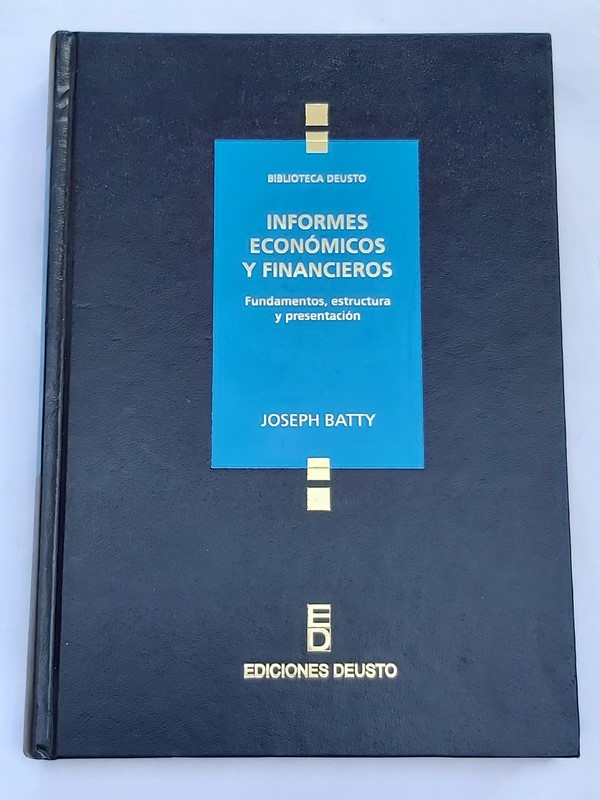 BIBLIOTECA DEUSTO
INFORMES
ECONÓMICOS
Y FINANCIEROS
Fundamentos, estructura
y presentación
JOSEPH BATTY
ED
EDICIONES DEUSTO